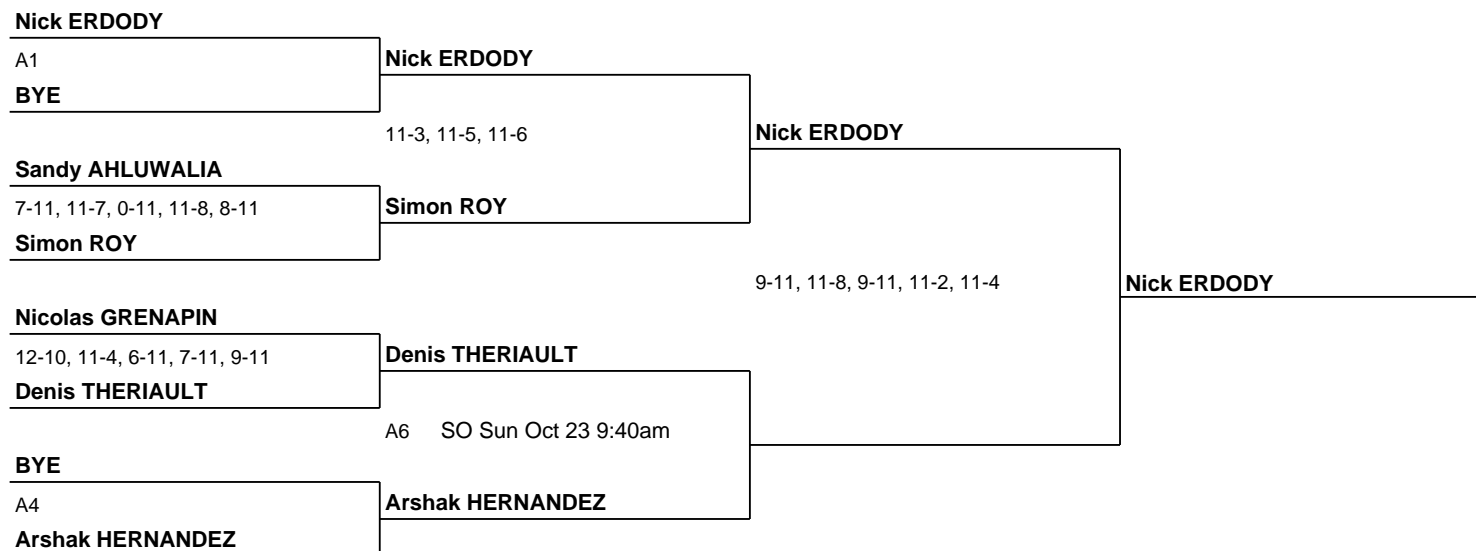 Nick ERDODY
A1
BYE
Nick ERDODY
11-3, 11-5, 11-6
Sandy AHLUWALIA
7-11, 11-7, 0-11, 11-8, 8-11
Simon ROY
Simon ROY
Nick ERDODY
9-11, 11-8, 9-11, 11-2, 11-4
Nick ERDODY
Nicolas GRENAPIN
12-10, 11-4, 6-11, 7-11, 9-11
Denis THERIAULT
Denis THERIAULT
A6 SO Sun Oct 23 9:40am
BYE
A4
Arshak HERNANDEZ
Arshak HERNANDEZ